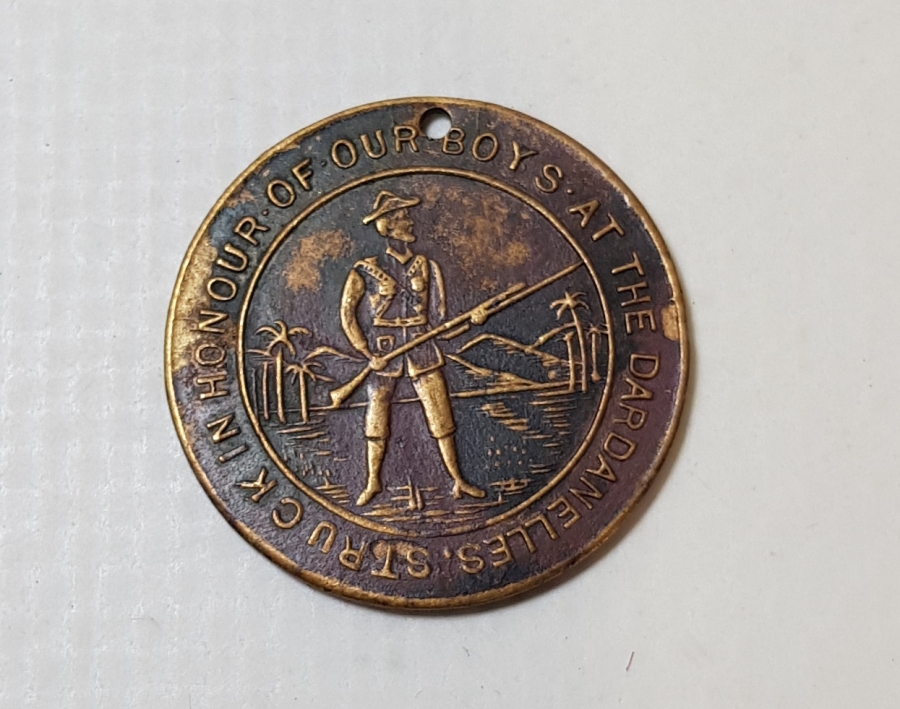 STRUCK IN HONOUR·OF·OUR BOYS·AT THE DARDANELLES.